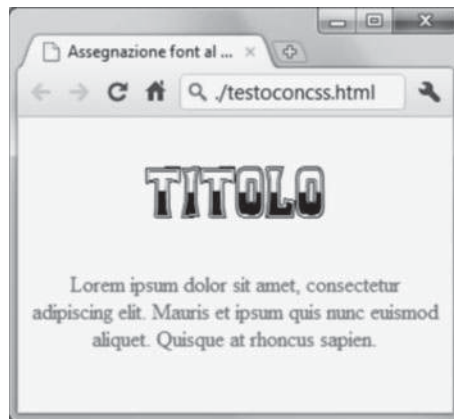 Assegnazione font al ...
./testoconcss.html
TITOLO
Lorem ipsum dolor sit amet, consectetur
adipiscing elit. Mauris et ipsum quis nunc euismod
aliquet. Quisque at rhoncus sapien.